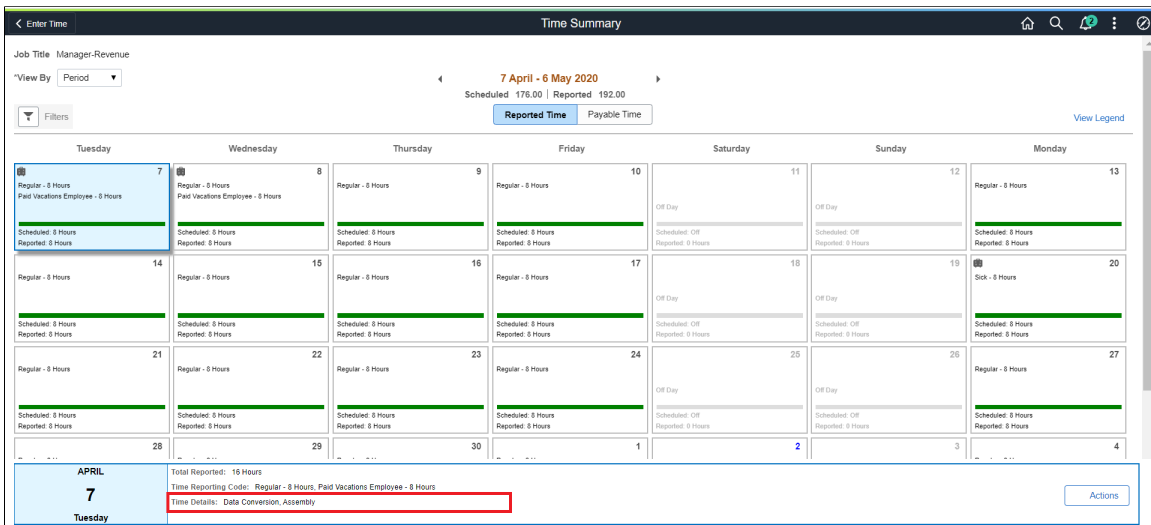 Enter Time
Time Summary
2
Job Title Manager-Revenue
*View By Period
7 April - 6 May 2020
Scheduled 176.00 | Reported 192.00
Filters
Reported Time Payable Time
View Legend
Tuesday Wednesday Thursday Friday Saturday Sunday Monday
7 8 9 10 11 12 13
Regular - 8 Hours Regular - 8 Hours Regular - 8 Hours Regular - 8 Hours Regular - 8 Hours
Paid Vacations Employee - 8 Hours Paid Vacations Employee - 8 Hours
Off Day Off Day
Scheduled: 8 Hours Scheduled: 8 Hours Scheduled: 8 Hours Scheduled: 8 Hours Scheduled: Off Scheduled: Off Scheduled: 8 Hours
Reported: 8 Hours Reported: 8 Hours Reported: 8 Hours Reported: 8 Hours Reported: 0 Hours Reported: 0 Hours Reported: 8 Hours
14 15 16 17 18 19 20
Regular - 8 Hours Regular - 8 Hours Regular - 8 Hours Regular - 8 Hours Sick - 8 Hours
Off Day Off Day
Scheduled: 8 Hours Scheduled: 8 Hours Scheduled: 8 Hours Scheduled: 8 Hours Scheduled: Off Scheduled: Off Scheduled: 8 Hours
Reported: 8 Hours Reported: 8 Hours Reported: 8 Hours Reported: 8 Hours Reported: 0 Hours Reported: 0 Hours Reported: 8 Hours
21 22 23 24 25 26 27
Regular - 8 Hours Regular - 8 Hours Regular - 8 Hours Regular - 8 Hours Regular - 8 Hours
Off Day Off Day
Scheduled: 8 Hours Scheduled: 8 Hours Scheduled: 8 Hours Scheduled: 8 Hours Scheduled: Off Scheduled: Off Scheduled: 8 Hours
Reported: 8 Hours Reported: 8 Hours Reported: 8 Hours Reported: 8 Hours Reported: 0 Hours Reported: 0 Hours Reported: 8 Hours
28 29 30 1 2 3 4
APRIL
7
Tuesday
Total Reported: 16 Hours
Time Reporting Code: Regular - 8 Hours, Paid Vacations Employee - 8 Hours
Time Details: Data Conversion, Assembly
Actions